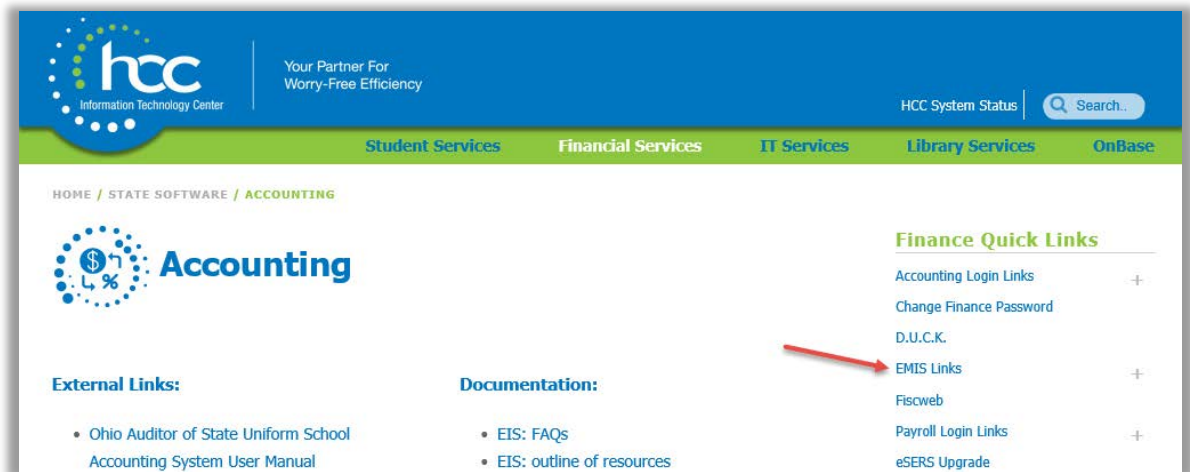 hcc
Information Technology Center
Your Partner For
Worry-Free Efficiency
HCC System Status
Search..
Student Services Financial Services IT Services Library Services OnBase
HOME / STATE SOFTWARE / ACCOUNTING
$
%
Accounting
External Links:
• Ohio Auditor of State Uniform School
Accounting System User Manual
Documentation:
• EIS: FAQs
• EIS: outline of resources
Finance Quick Links
Accounting Login Links +
Change Finance Password
D.U.C.K.
EMIS Links +
Fiscweb
Payroll Login Links +
eSERS Upgrade